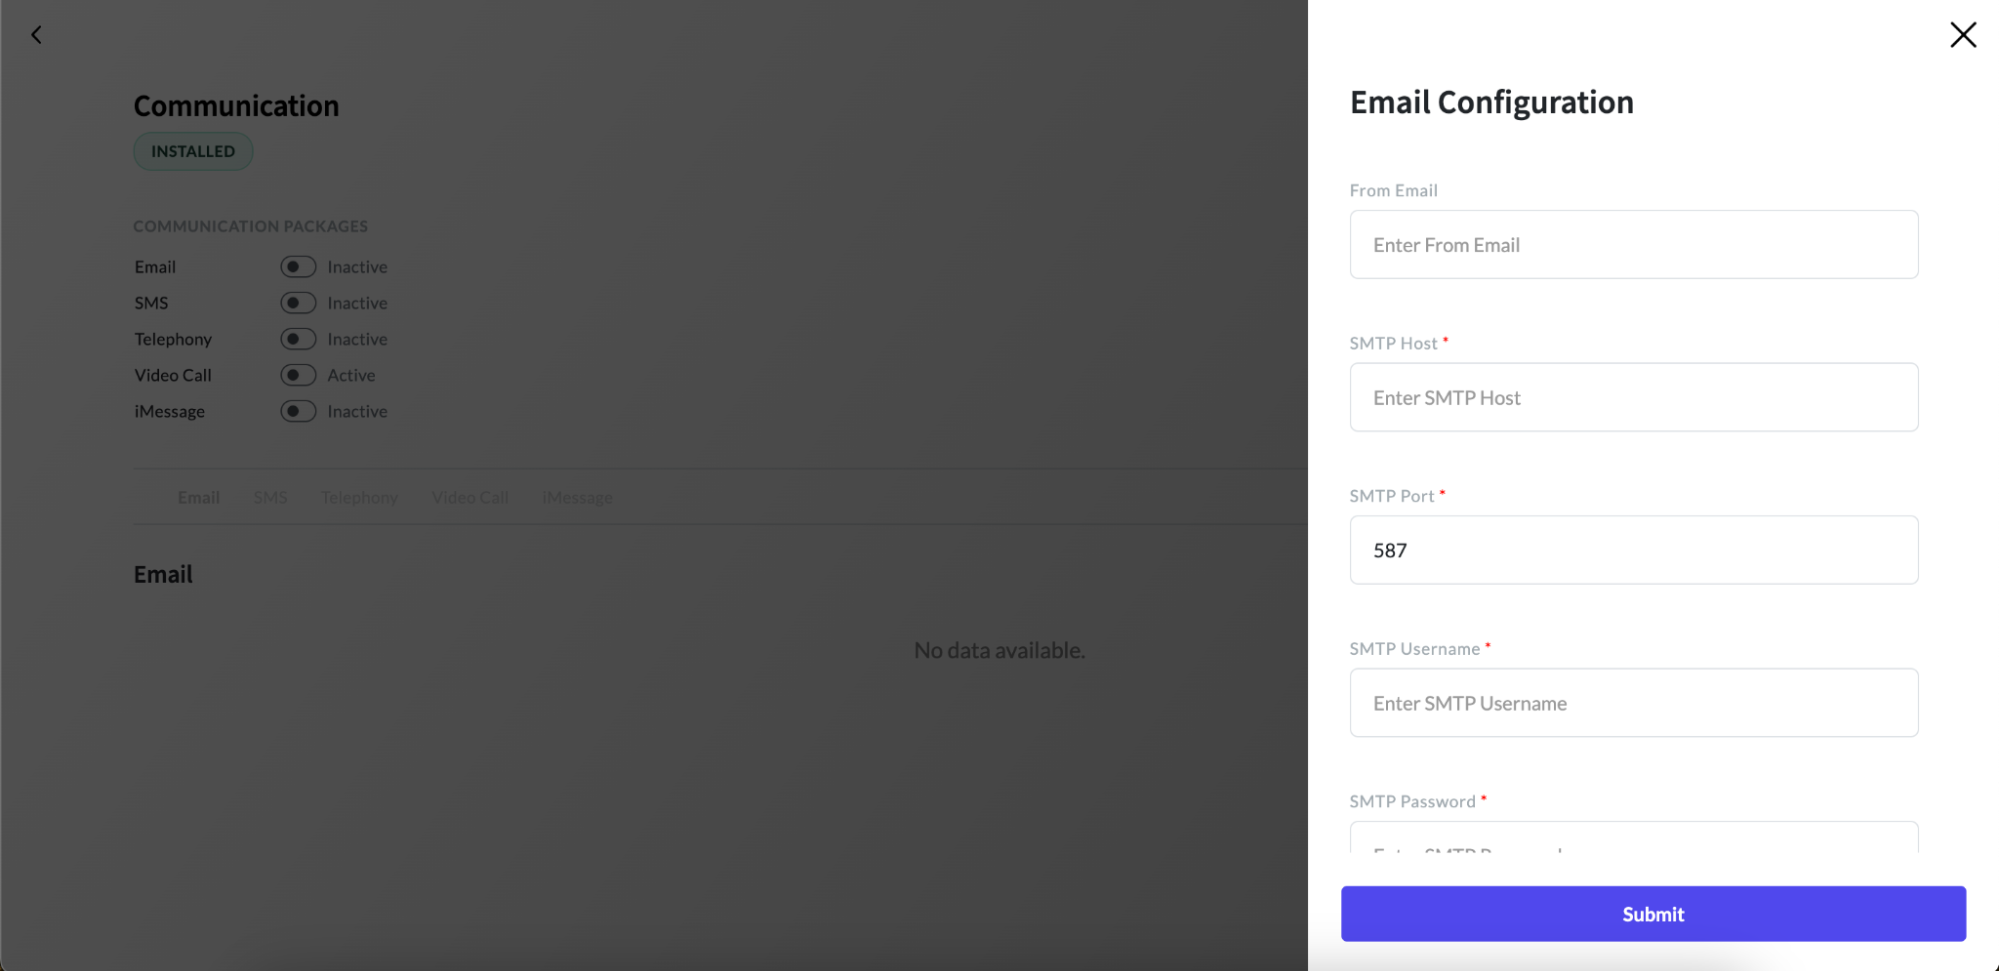 Communication
INSTALLED
COMMUNICATION PACKAGES
Email Inactive
SMS Inactive
Telephony Inactive
Video Call Active
iMessage Inactive
Email SMS Telephony Video Call iMessage
Email
No data available.
Email Configuration
From Email
Enter From Email
SMTP Host *
Enter SMTP Host
SMTP Port *
587
SMTP Username *
Enter SMTP Username
SMTP Password *
Submit